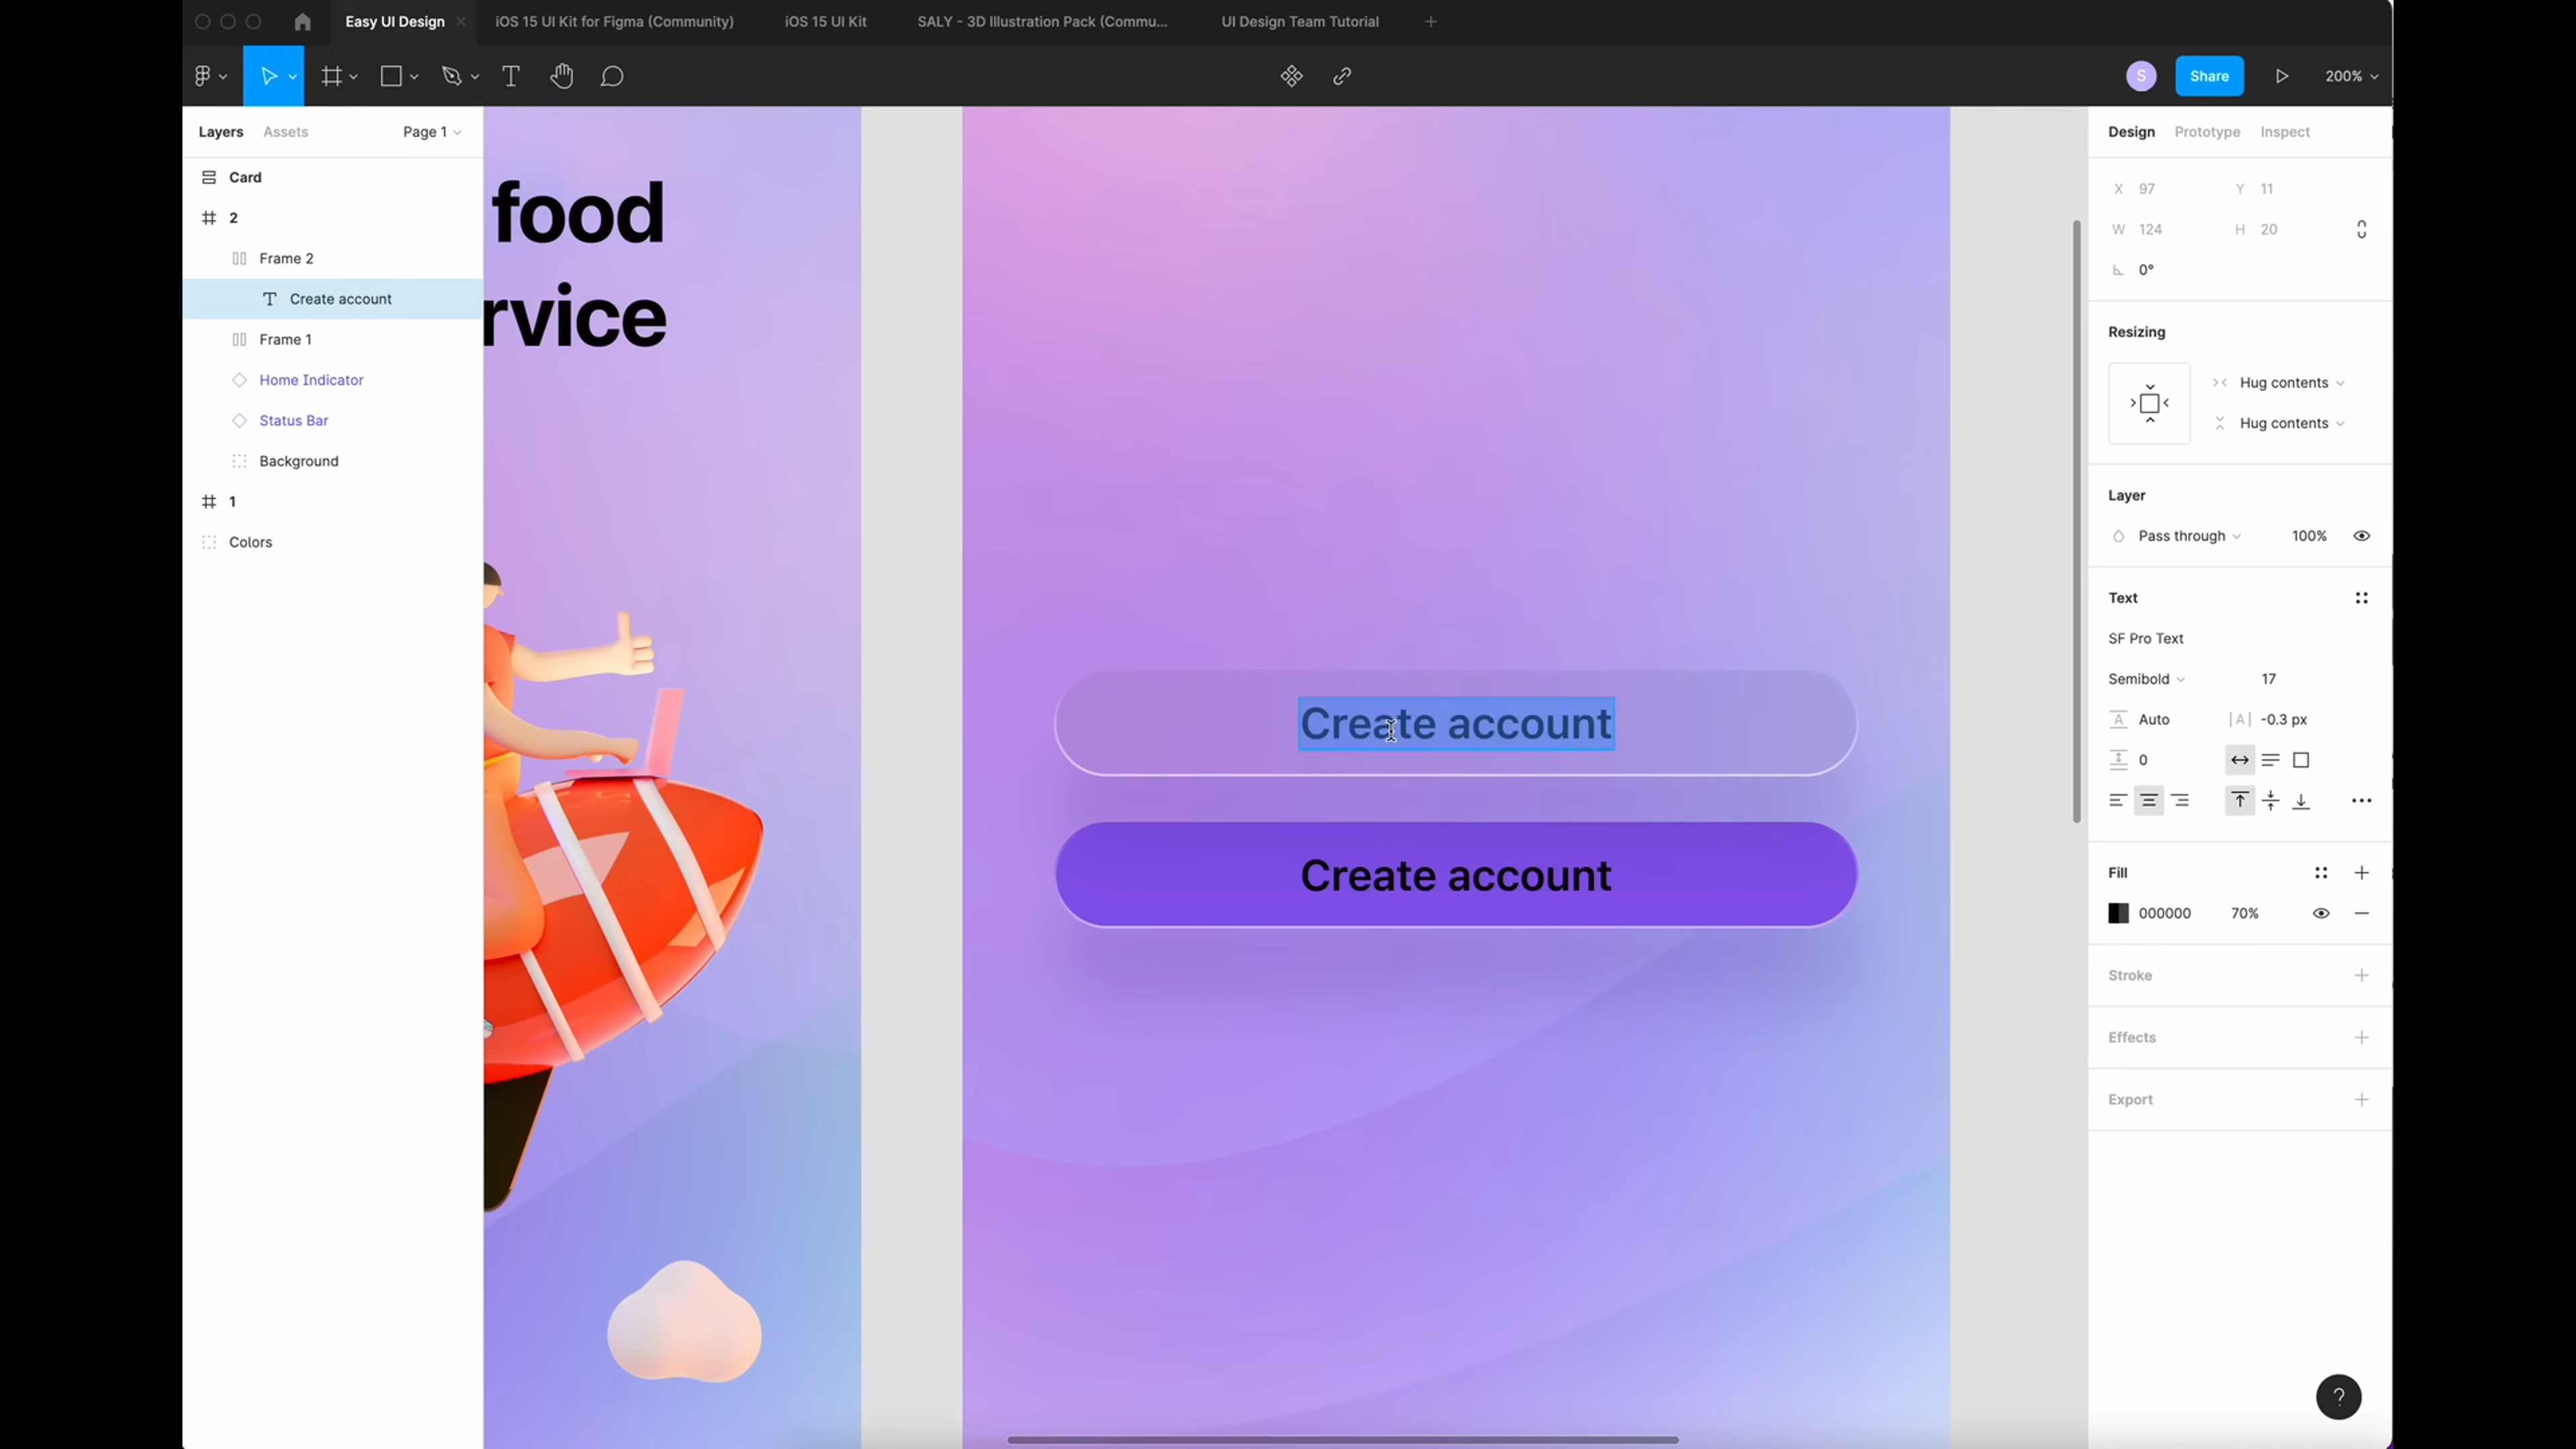 Easy UI Design
iOS 15 UI Kit for Figma (Community)
iOS 15 UI Kit
SALY - 3D Illustration Pack (Commu...
UI Design Team Tutorial
S
Share
200%
Layers
Assets
Page 1
Card
2
Frame 2
Create account
Frame 1
Home Indicator
Status Bar
Background
1
Colors
food
rvice
Create account
Create account
Design
Prototype
Inspect
X 97 Y 11
W 124 H 20
0°
Resizing
Hug contents
Hug contents
Layer
Pass through 100%
Text
SF Pro Text
Semibold 17
A Auto |A| -0.3 px
0
Fill
000000 70%
Stroke
Effects
Export
?